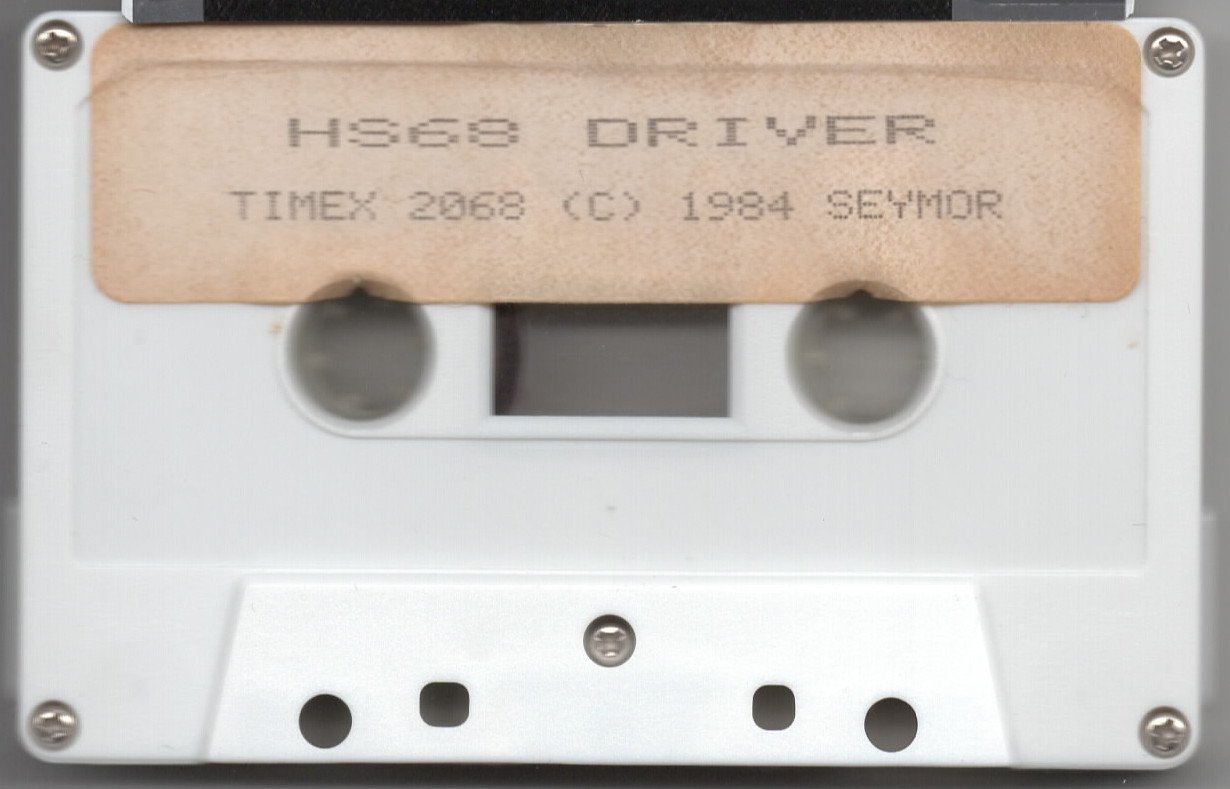 HS68 DRIVER
TIMEX 2068 (C) 1984 SEYMOR